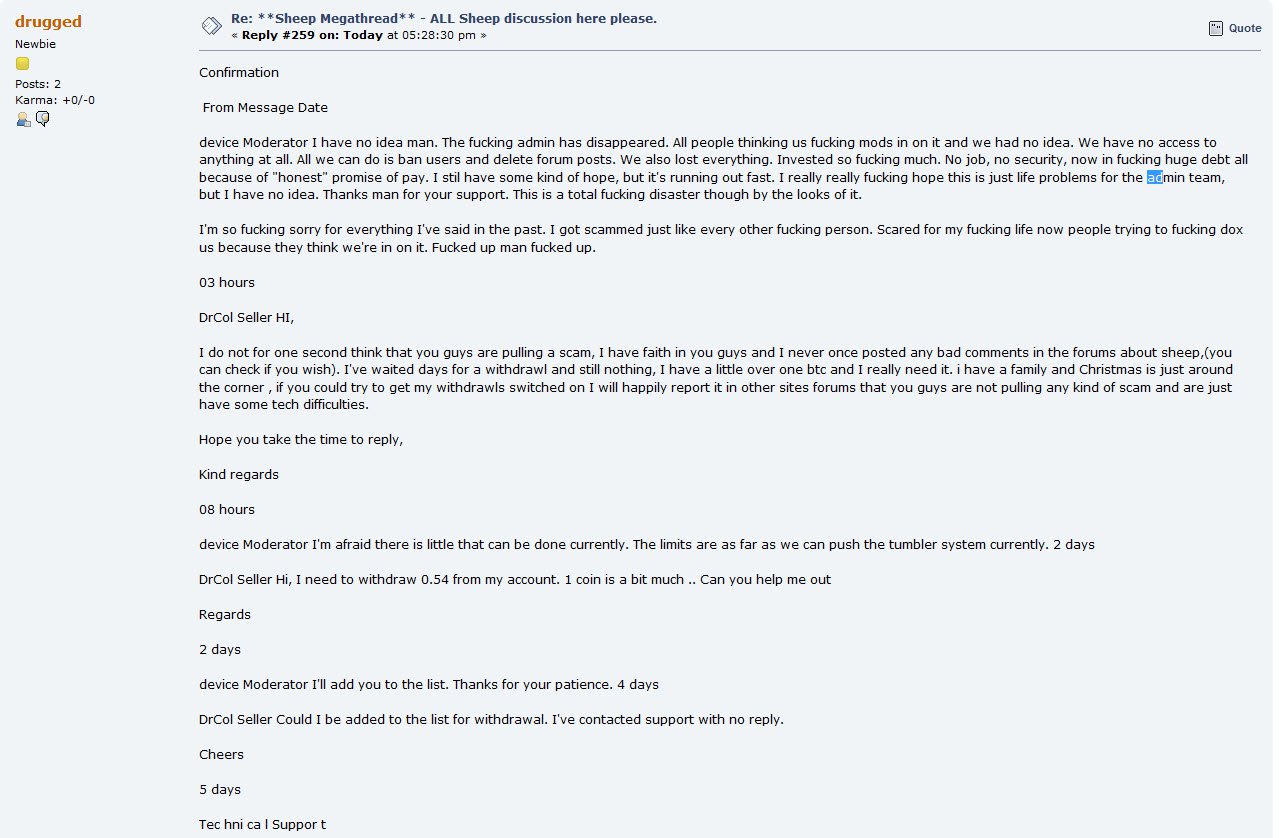 drugged
Newbie
Posts: 2
Karma: +0/-0
Re: **Sheep Megathread** - ALL Sheep discussion here please.
« Reply #259 on: Today at 05:28:30 pm »
Quote
Confirmation
From Message Date
device Moderator I have no idea man. The fucking admin has disappeared. All people thinking us fucking mods in on it and we had no idea. We have no access to
anything at all. All we can do is ban users and delete forum posts. We also lost everything. Invested so fucking much. No job, no security, now in fucking huge debt all
because of "honest" promise of pay. I stil have some kind of hope, but it's running out fast. I really really fucking hope this is just life problems for the admin team,
but I have no idea. Thanks man for your support. This is a total fucking disaster though by the looks of it.
I'm so fucking sorry for everything I've said in the past. I got scammed just like every other fucking person. Scared for my fucking life now people trying to fucking dox
us because they think we're in on it. Fucked up man fucked up.
03 hours
DrCol Seller HI,
I do not for one second think that you guys are pulling a scam, I have faith in you guys and I never once posted any bad comments in the forums about sheep,(you
can check if you wish). I've waited days for a withdrawl and still nothing, I have a little over one btc and I really need it. i have a family and Christmas is just around
the corner , if you could try to get my withdrawls switched on I will happily report it in other sites forums that you guys are not pulling any kind of scam and are just
have some tech difficulties.
Hope you take the time to reply,
Kind regards
08 hours
device Moderator I'm afraid there is little that can be done currently. The limits are as far as we can push the tumbler system currently. 2 days
DrCol Seller Hi, I need to withdraw 0.54 from my account. 1 coin is a bit much .. Can you help me out
Regards
2 days
device Moderator I'll add you to the list. Thanks for your patience. 4 days
DrCol Seller Could I be added to the list for withdrawal. I've contacted support with no reply.
Cheers
5 days
Tec hni ca l Suppor t